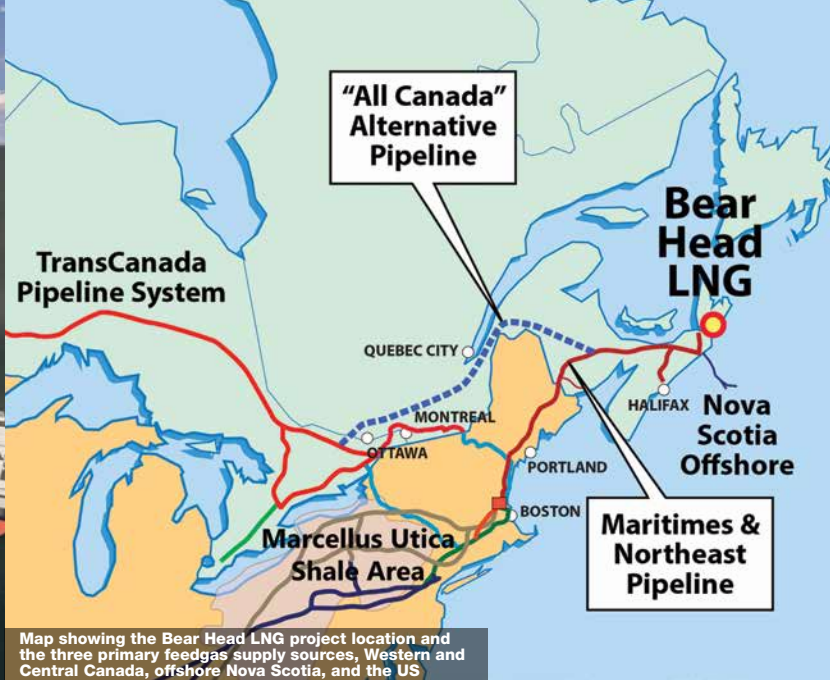 “All Canada”
Alternative
Pipeline
Bear
Head
LNG
TransCanada
Pipeline System
QUEBEC CITY
MONTREAL
OTTAWA
HALIFAX
Nova
Scotia
Offshore
PORTLAND
BOSTON
Marcellus Utica
Shale Area
Maritimes &
Northeast
Pipeline
Map showing the Bear Head LNG project location and
the three primary feedgas supply sources, Western and
Central Canada, offshore Nova Scotia, and the US